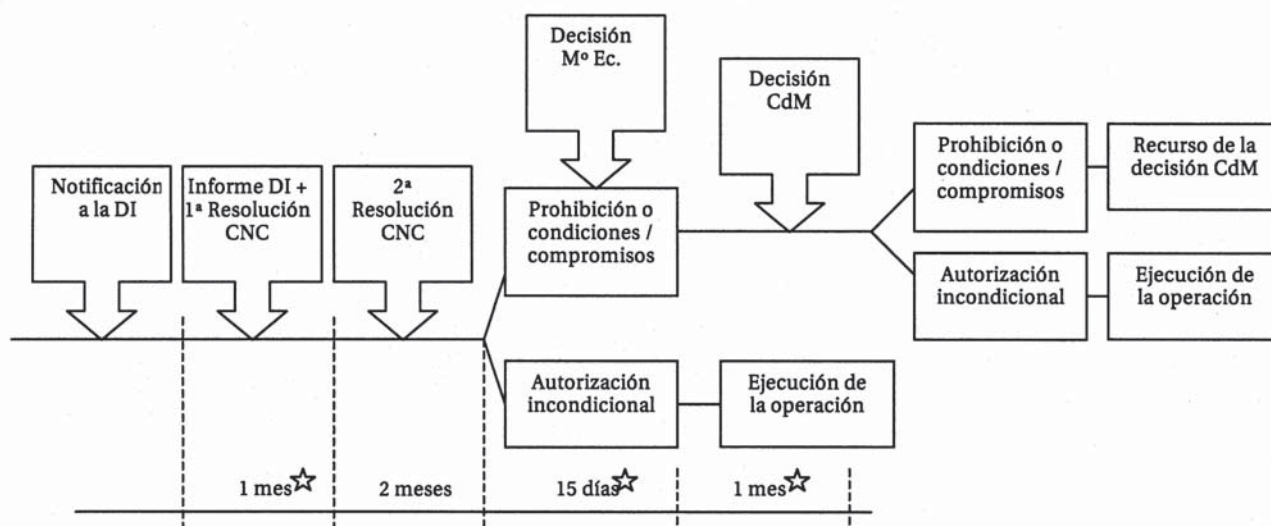 Decisión
Mº Ec.
Decisión
CdM
Notificación
a la DI
Informe DI +
1ª Resolución
CNC
2ª
Resolución
CNC
Prohibición o
condiciones /
compromisos
Prohibición o
condiciones /
compromisos
Recurso de la
decisión CdM
Autorización
incondicional
Ejecución de
la operación
Autorización
incondicional
Ejecución de
la operación
1 mes
2 meses
15 días
1 mes